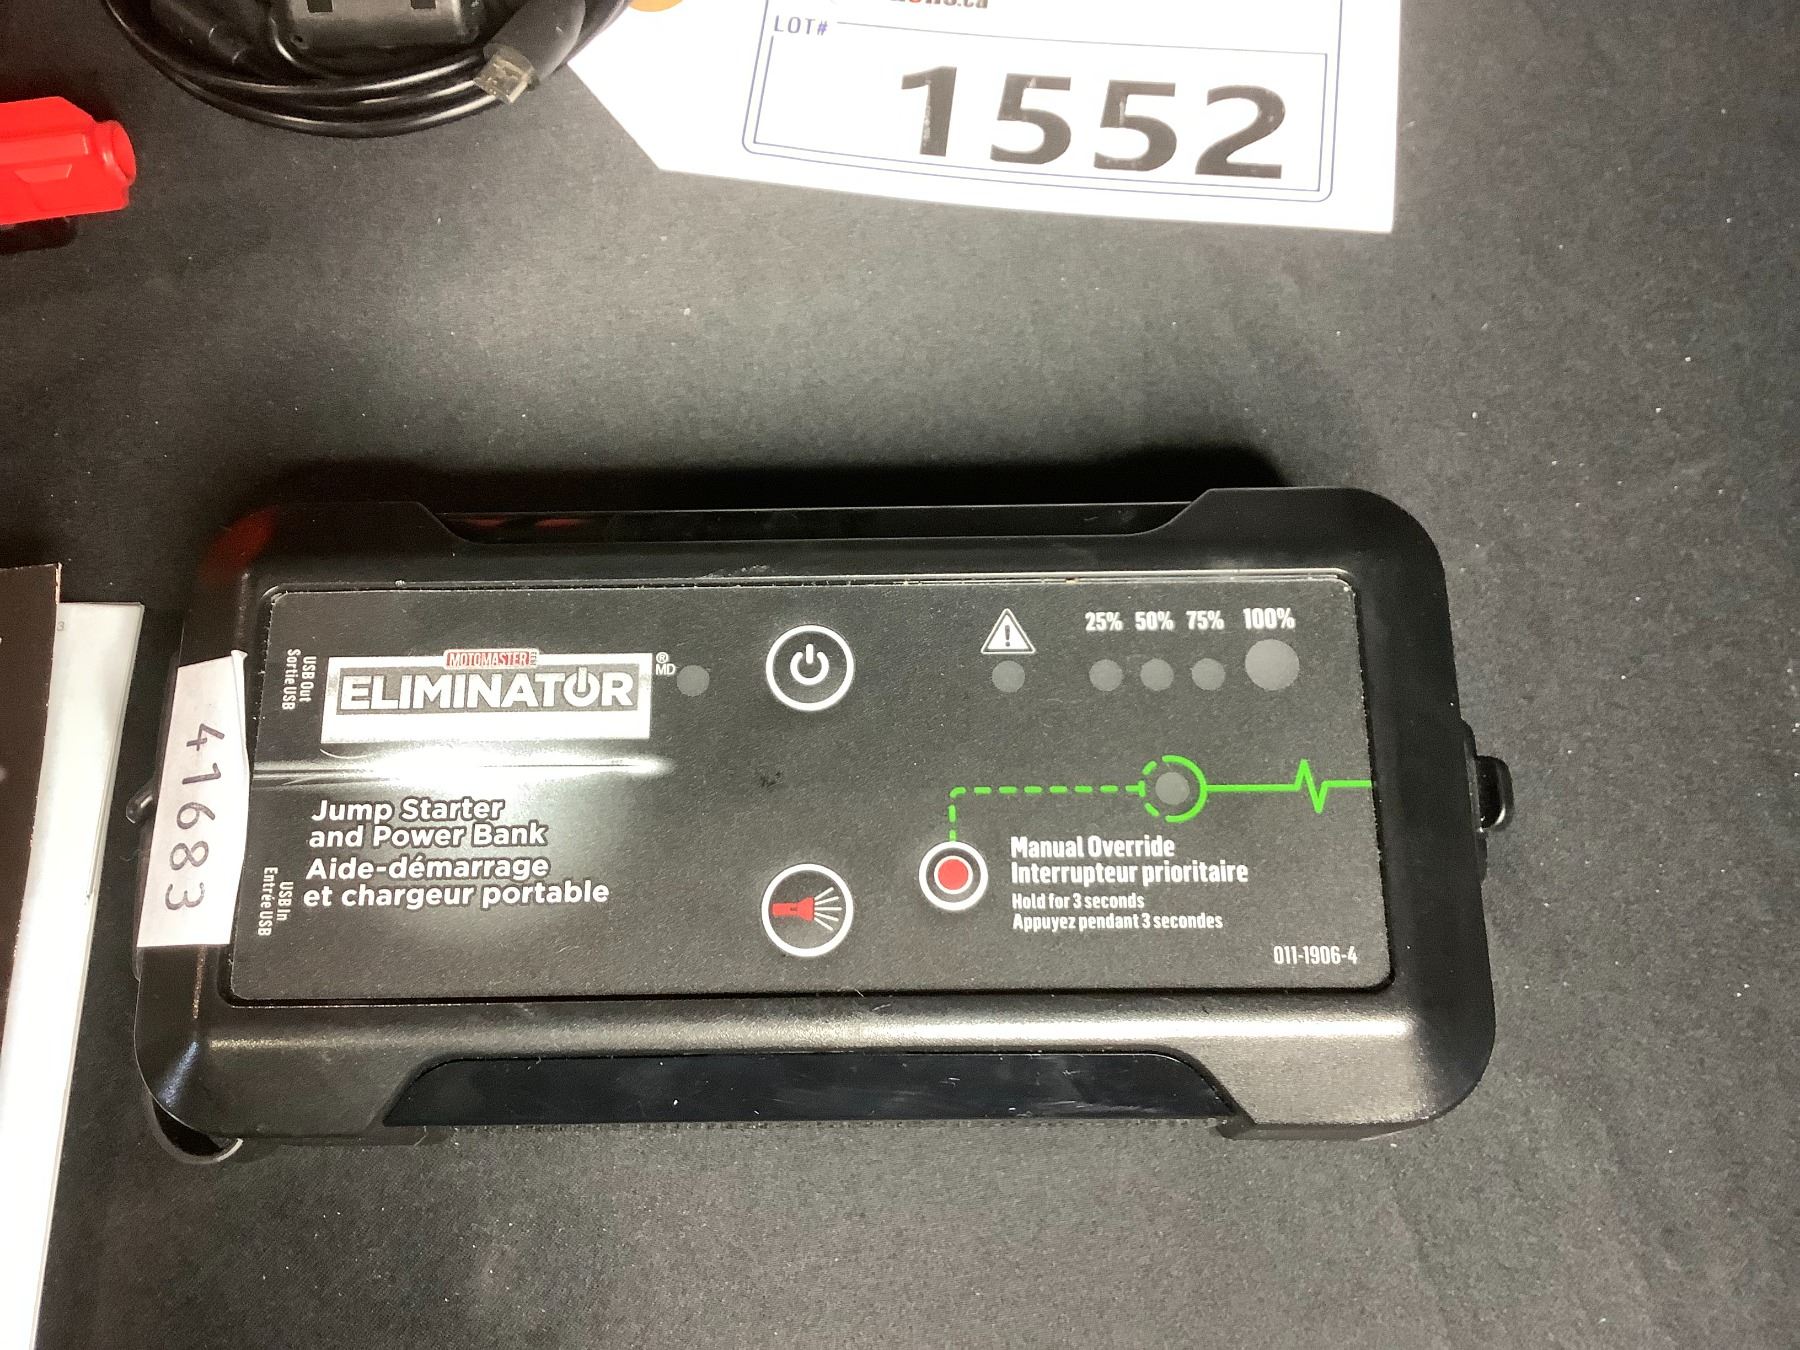 LOT#
1552
25% 50% 75% 100%
USB Out
Sortie USB
MOTOMASTER
ELIMINATOR
®
MD
41683
Jump Starter
and Power Bank
Aide-démarrage
et chargeur portable
USB In
Entrée USB
Manual Override
Interrupteur prioritaire
Hold for 3 seconds
Appuyez pendant 3 secondes
011-1906-4